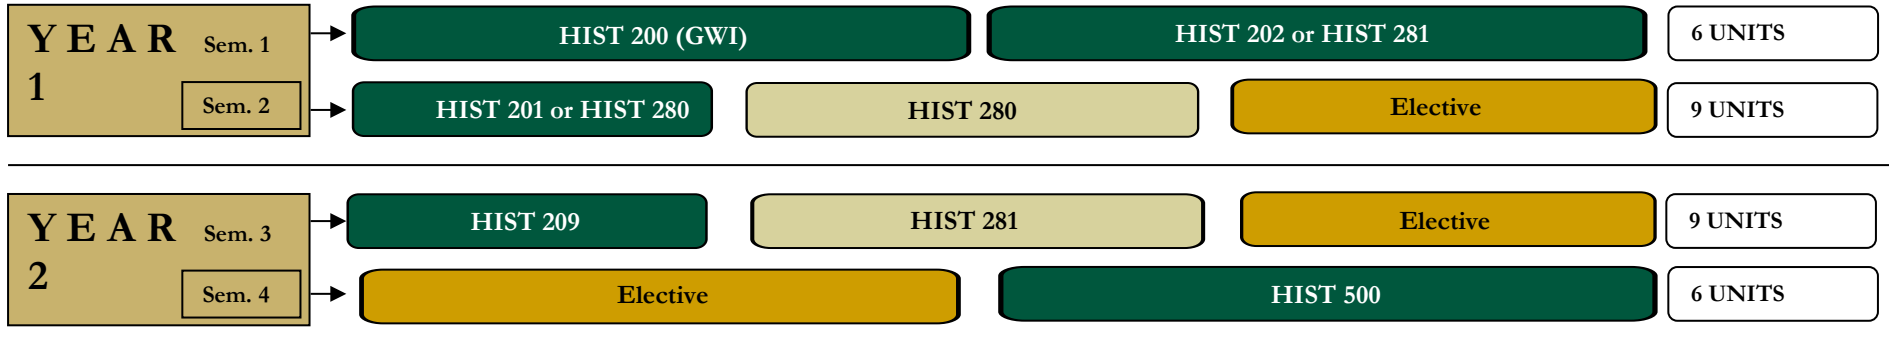 Y E A R Sem. 1
1
HIST 200 (GWI)
HIST 202 or HIST 281
6 UNITS
Sem. 2
HIST 201 or HIST 280
HIST 280
Elective
9 UNITS
Y E A R Sem. 3
2
HIST 209
HIST 281
Elective
9 UNITS
Sem. 4
Elective
HIST 500
6 UNITS